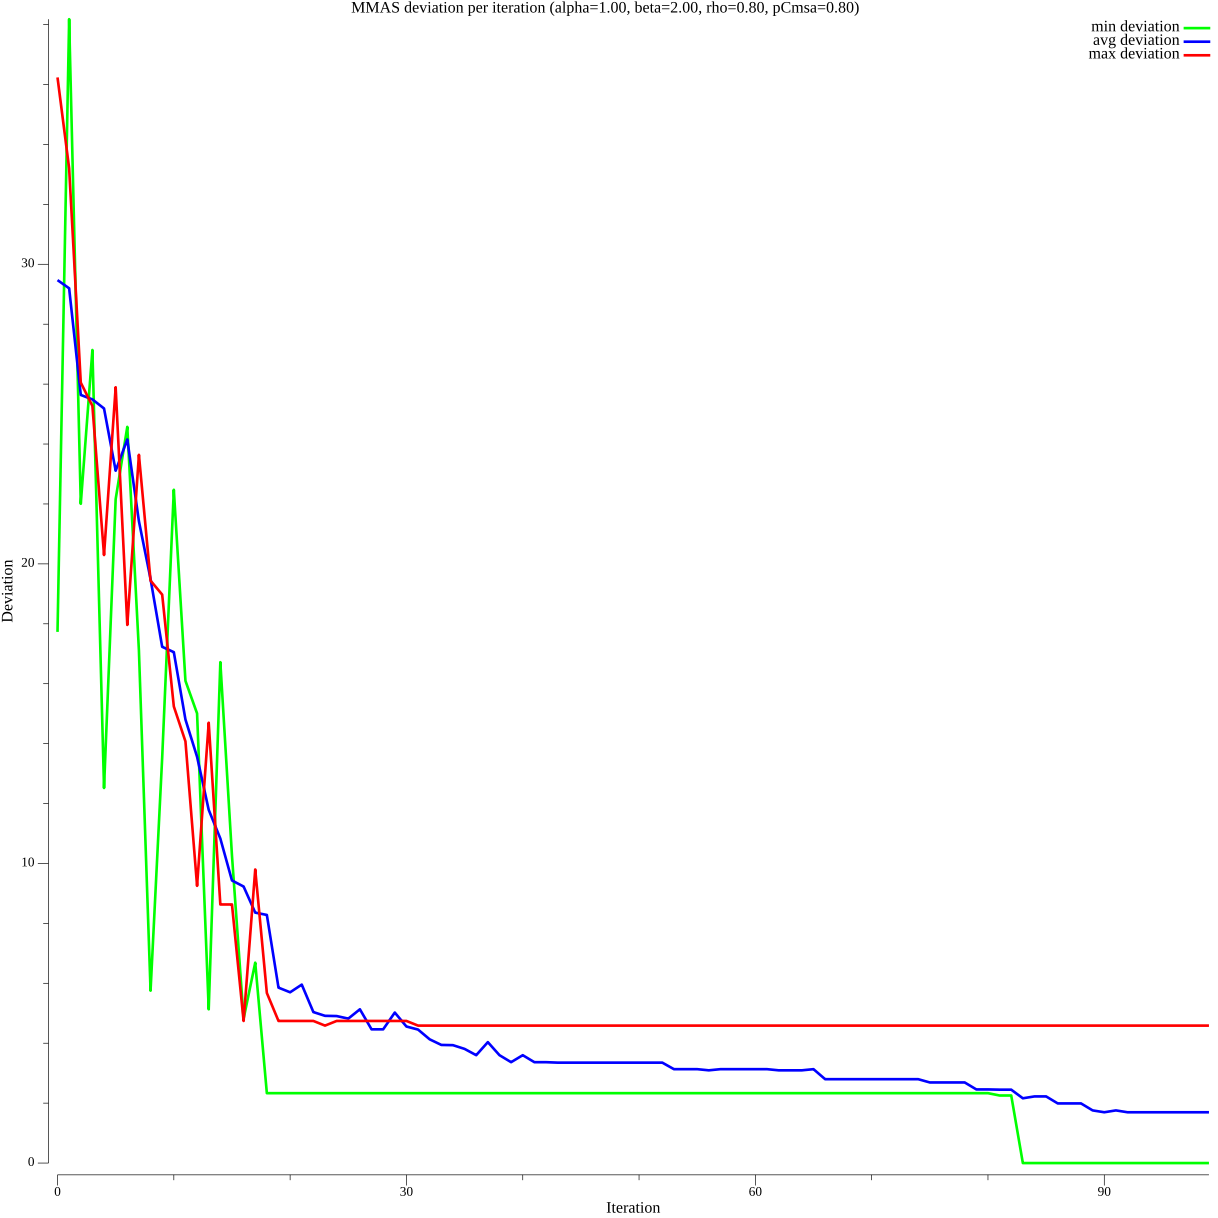 MMAS deviation per iteration (alpha=1.00, beta=2.00, rho=0.80, pCmsa=0.80)
min deviation
avg deviation
max deviation
30
20
10
0
Deviation
0 30 60 90
Iteration